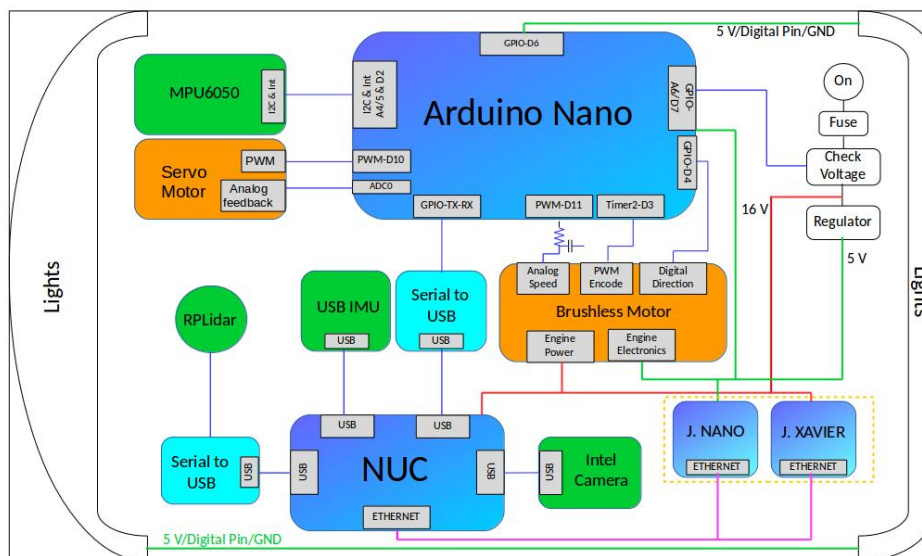 5 V/Digital Pin/GND
GPIO-D6
MPU6050
I2C & Int
I2C & Int
A4/5 & D2
Arduino Nano
GPIO-
A6/D7
On
Fuse
Check
Voltage
Servo
Motor
PWM
Analog
feedback
PWM-D10
ADC0
GPIO-D4
GPIO-TX-RX
PWM-D11
Timer2-D3
16 V
Regulator
5 V
Lights
Lights
RPLidar
USB IMU
USB
Serial to
USB
USB
Analog
Speed
PWM
Encode
Digital
Direction
Brushless Motor
Engine
Power
Engine
Electronics
Serial to
USB
USB
USB
USB
USB
NUC
USB
ETHERNET
USB
Intel
Camera
J. NANO
ETHERNET
J. XAVIER
ETHERNET
5 V/Digital Pin/GND